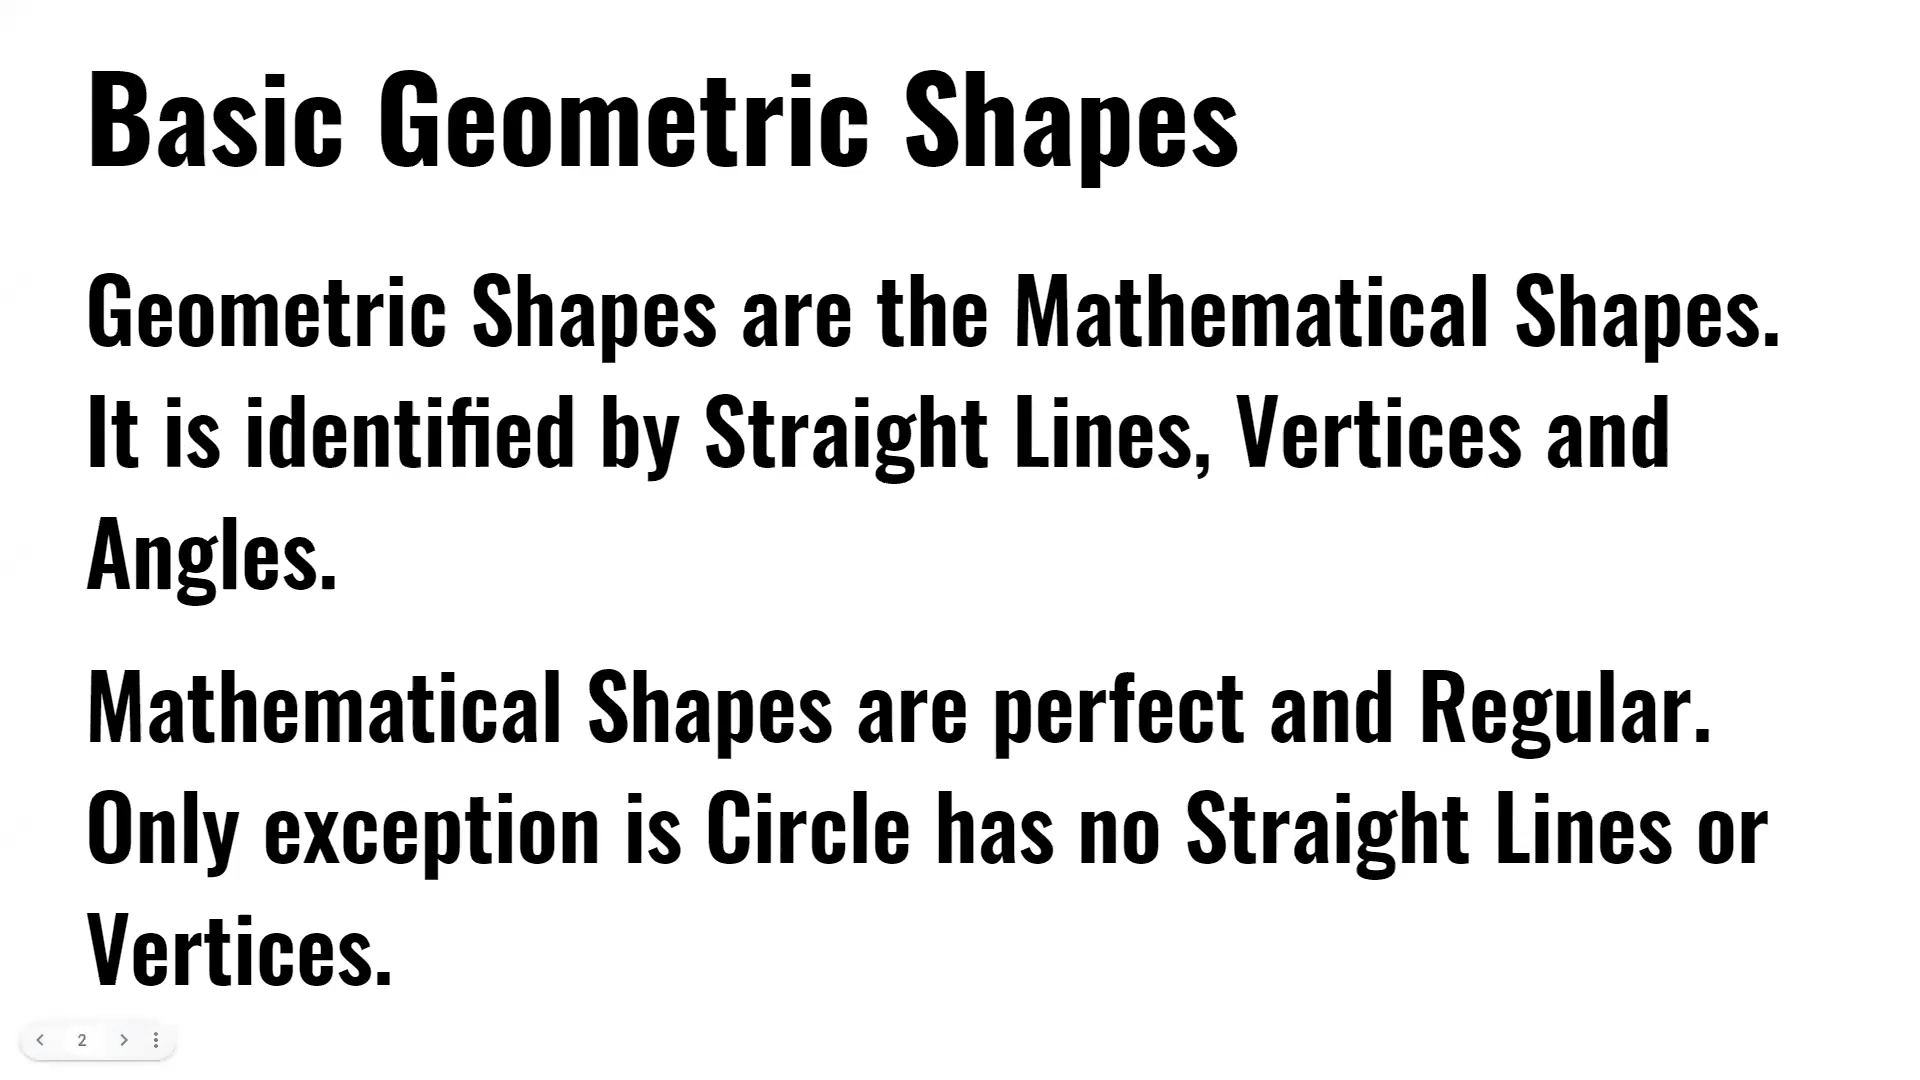 Basic Geometric Shapes
Geometric Shapes are the Mathematical Shapes.
It is identified by Straight Lines, Vertices and
Angles.
Mathematical Shapes are perfect and Regular.
Only exception is Circle has no Straight Lines or
Vertices.
2